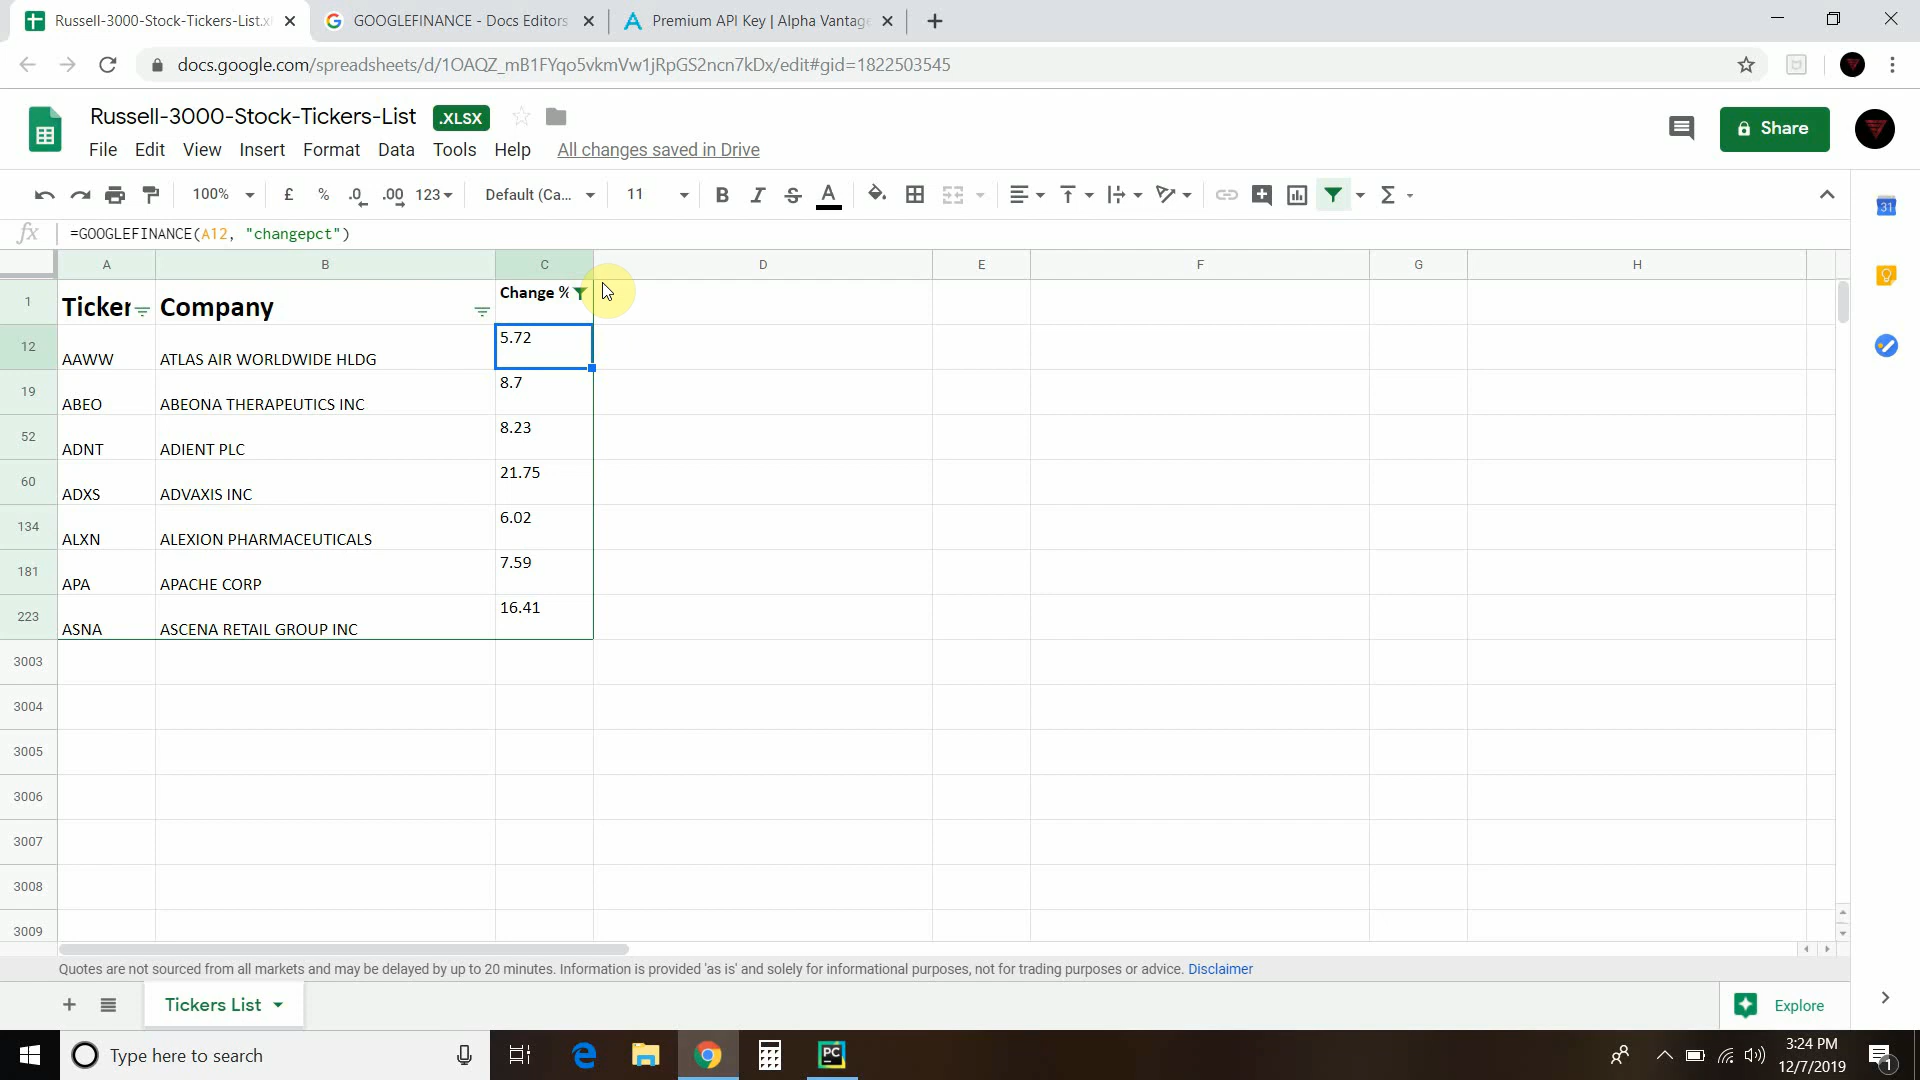 Russell-3000-Stock-Tickers-List.x
GOOGLEFINANCE - Docs Editors
Premium API Key | Alpha Vantage
docs.google.com/spreadsheets/d/1OAQZ_mB1FYqo5vkmVw1jRpGS2ncn7kDx/edit#gid=1822503545
Russell-3000-Stock-Tickers-List .XLSX
File Edit View Insert Format Data Tools Help All changes saved in Drive
Share
100% £ % .0 .00 123 Default (Ca... 11 B I S A Σ
31
fx =GOOGLEFINANCE(A12, "changepct")
A B C D E F G H
1 Ticker Company Change %
12 AAWW ATLAS AIR WORLDWIDE HLDG 5.72
19 ABEO ABEONA THERAPEUTICS INC 8.7
52 ADNT ADIENT PLC 8.23
60 ADXS ADVAXIS INC 21.75
134 ALXN ALEXION PHARMACEUTICALS 6.02
181 APA APACHE CORP 7.59
223 ASNA ASCENA RETAIL GROUP INC 16.41
3003
3004
3005
3006
3007
3008
3009
Quotes are not sourced from all markets and may be delayed by up to 20 minutes. Information is provided 'as is' and solely for informational purposes, not for trading purposes or advice. Disclaimer
Tickers List
Explore
Type here to search
PC
3:24 PM
12/7/2019
1